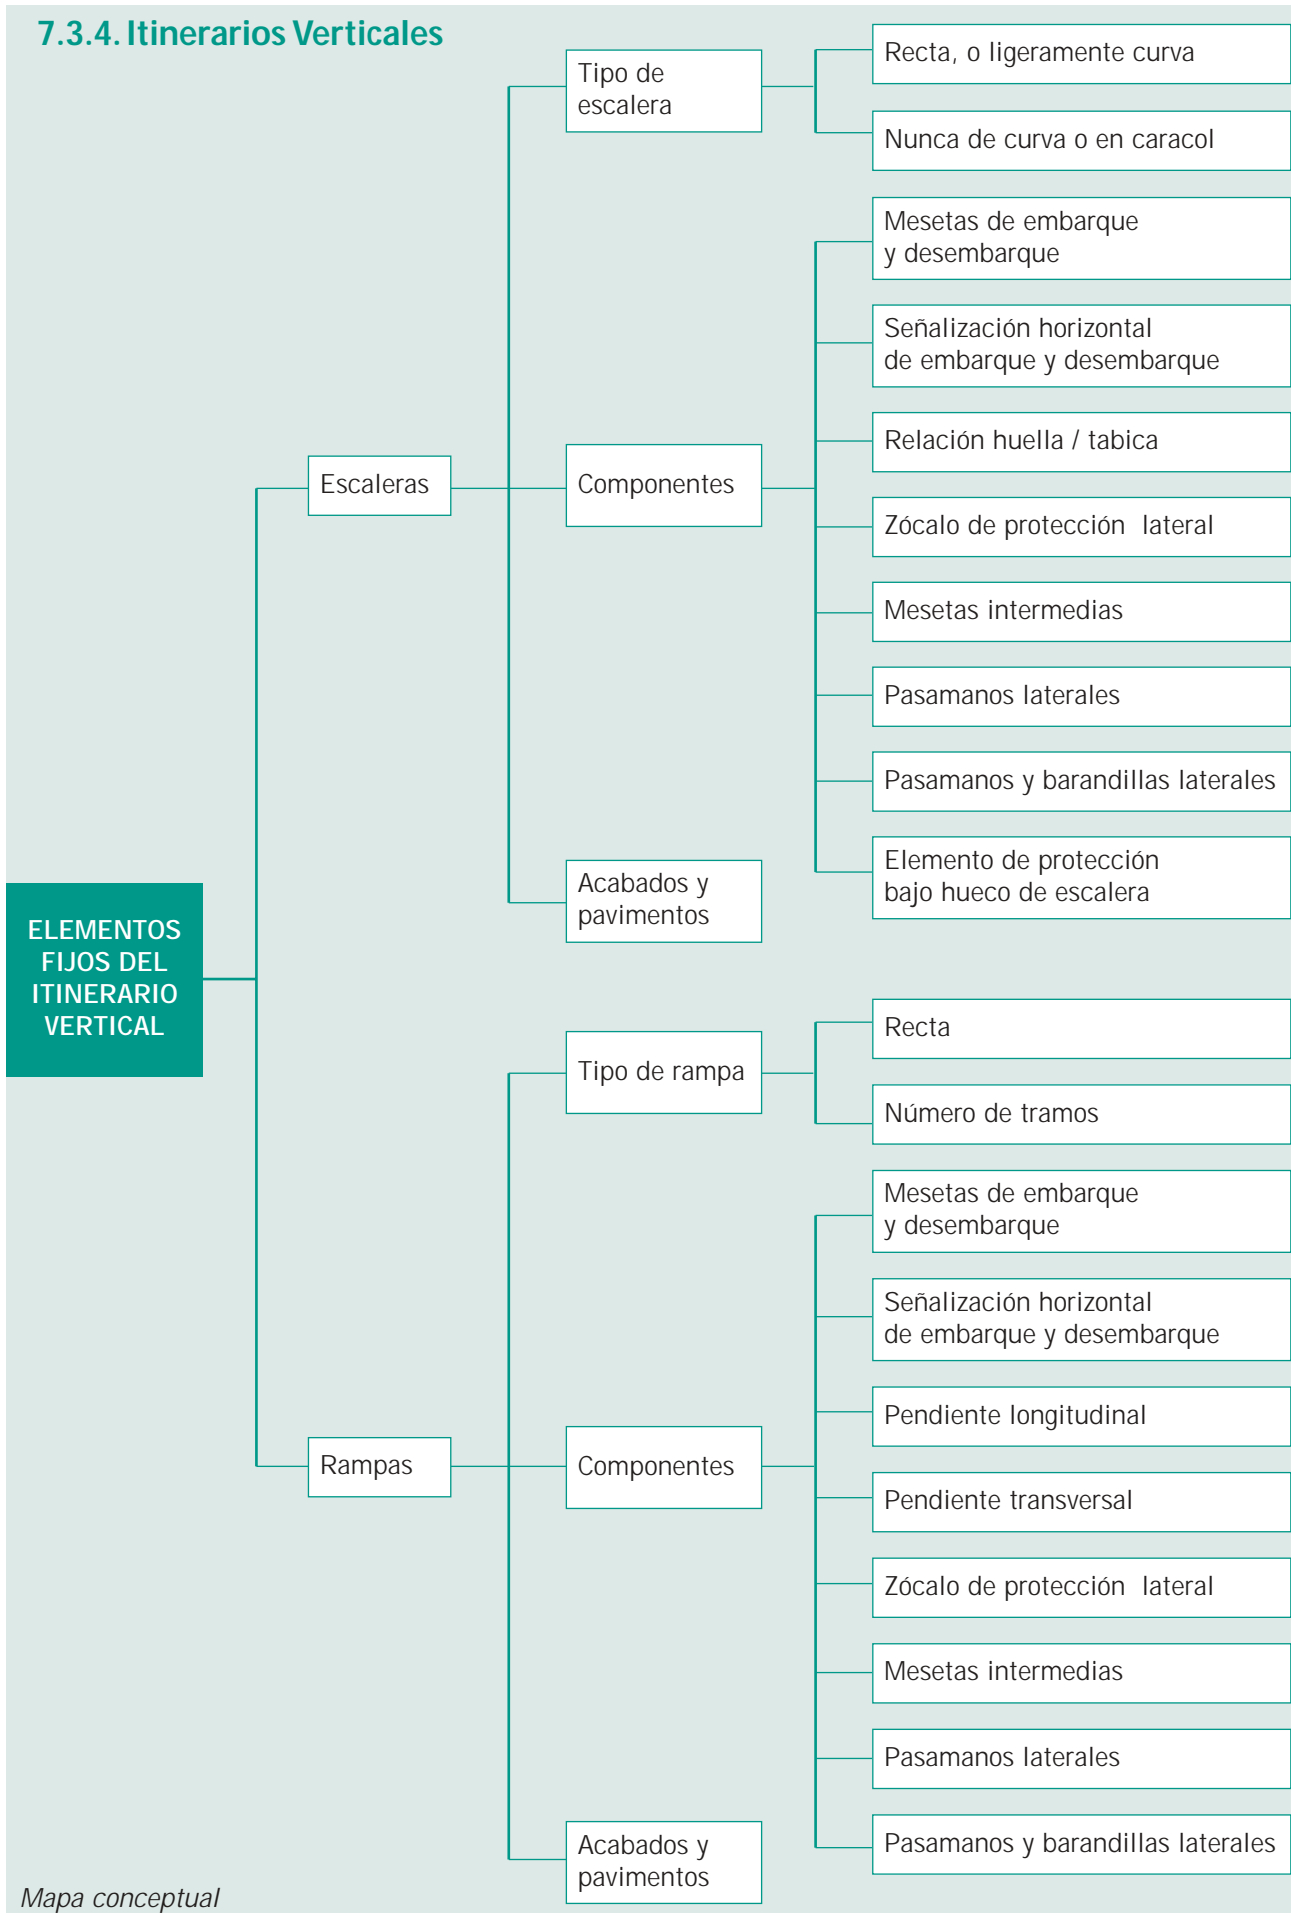 7.3.4. Itinerarios Verticales
ELEMENTOS
FIJOS DEL
ITINERARIO
VERTICAL
Escaleras
Tipo de
escalera
Recta, o ligeramente curva
Nunca de curva o en caracol
Componentes
Mesetas de embarque
y desembarque
Señalización horizontal
de embarque y desembarque
Relación huella / tabica
Zócalo de protección lateral
Mesetas intermedias
Pasamanos laterales
Pasamanos y barandillas laterales
Elemento de protección
bajo hueco de escalera
Acabados y
pavimentos
Rampas
Tipo de rampa
Recta
Número de tramos
Componentes
Mesetas de embarque
y desembarque
Señalización horizontal
de embarque y desembarque
Pendiente longitudinal
Pendiente transversal
Zócalo de protección lateral
Mesetas intermedias
Pasamanos laterales
Pasamanos y barandillas laterales
Acabados y
pavimentos
Mapa conceptual